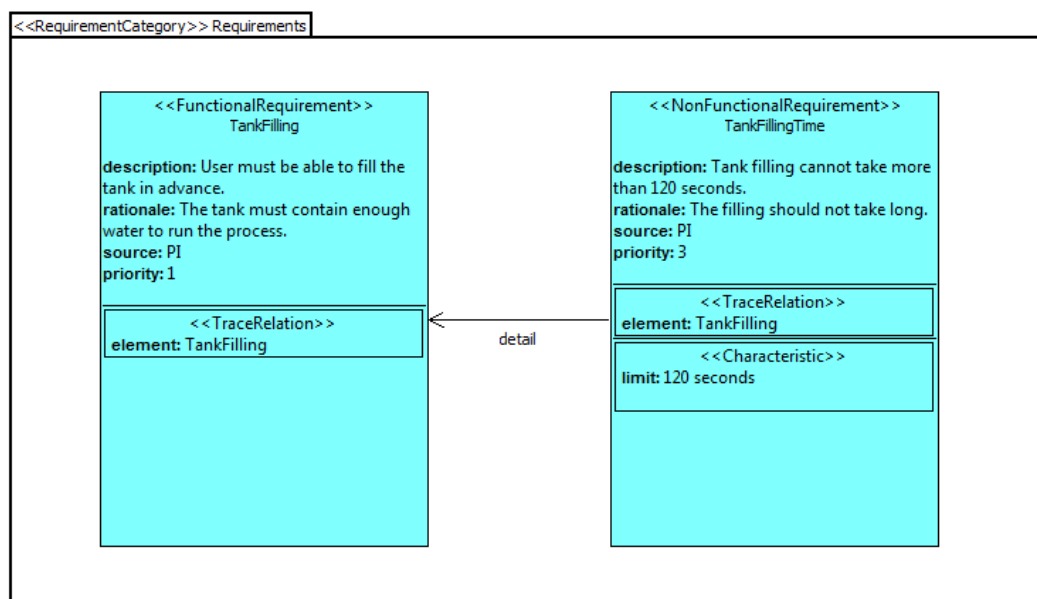 <<RequirementCategory>> Requirements
<<FunctionalRequirement>>
TankFilling
description: User must be able to fill the
tank in advance.
rationale: The tank must contain enough
water to run the process.
source: PI
priority: 1
<<TraceRelation>>
element: TankFilling
detail
<<NonFunctionalRequirement>>
TankFillingTime
description: Tank filling cannot take more
than 120 seconds.
rationale: The filling should not take long.
source: PI
priority: 3
<<TraceRelation>>
element: TankFilling
<<Characteristic>>
limit: 120 seconds